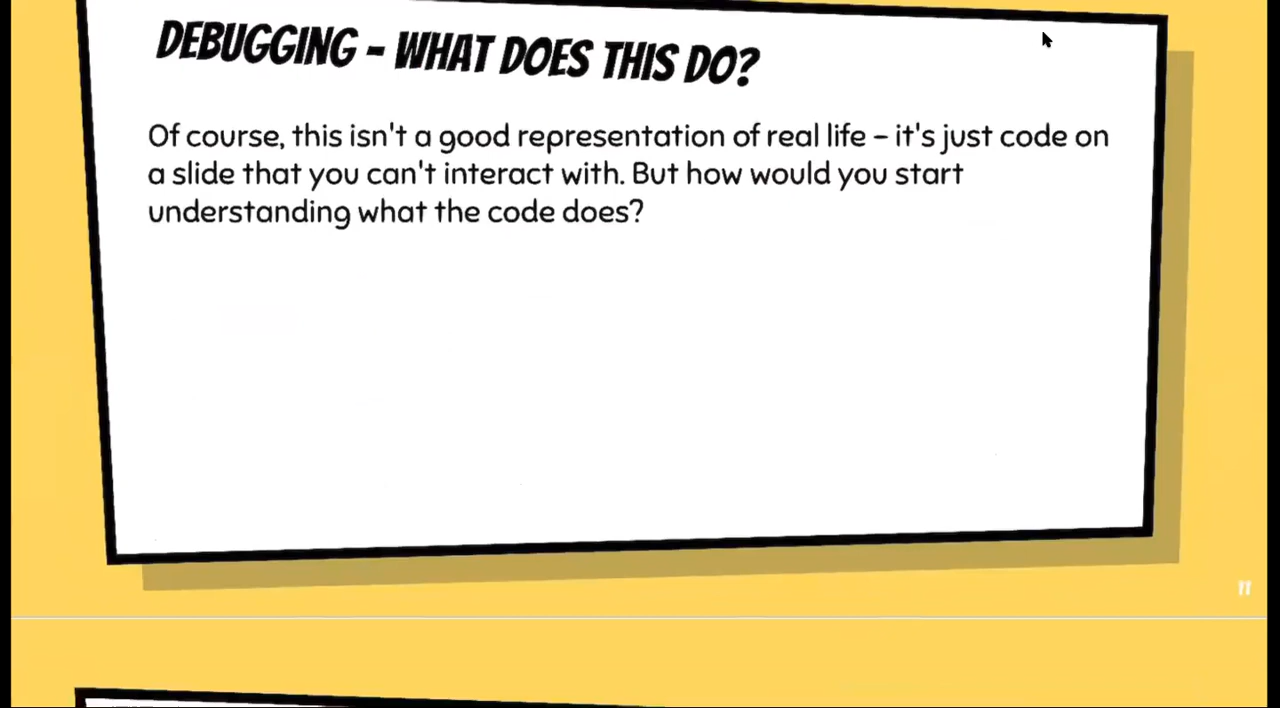 DEBUGGING - WHAT DOES THIS DO?
Of course, this isn't a good representation of real life – it's just code on
a slide that you can't interact with. But how would you start
understanding what the code does?
11